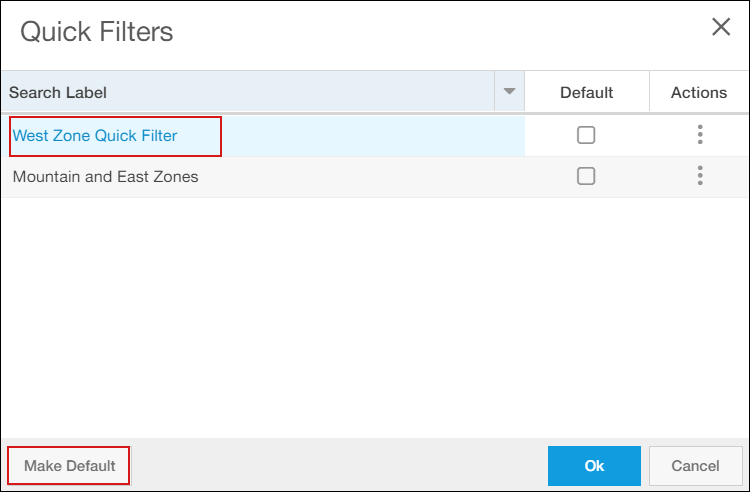 Quick Filters
Search Label Default Actions
West Zone Quick Filter
Mountain and East Zones
Make Default Ok Cancel